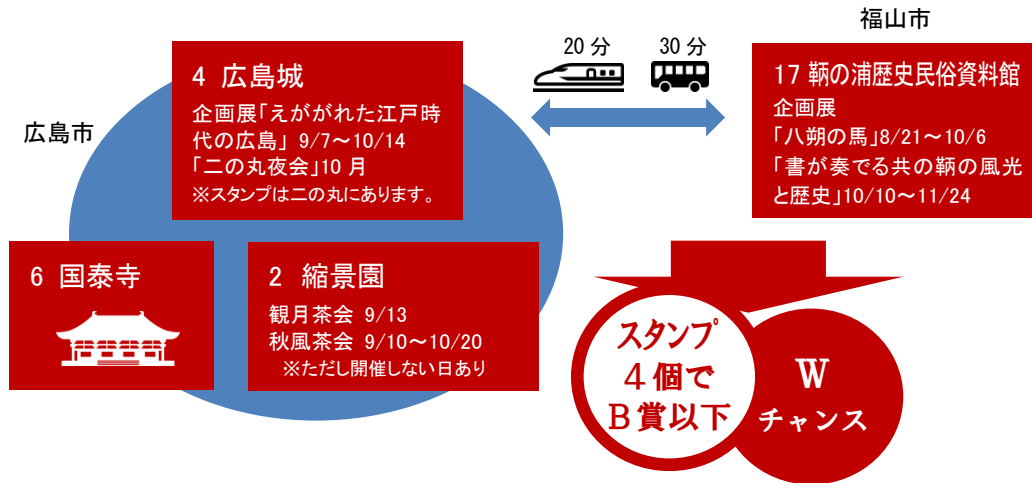 福山市
20 分
30 分
広島市
4 広島城
企画展「えががれた江戸時
代の広島」 9/7～10/14
「二の丸夜会」10 月
※スタンプは二の丸にあります。
17 鞆の浦歴史民俗資料館
企画展
「八朔の馬」8/21～10/6
「書が奏でる共の鞆の風光
と歴史」10/10～11/24
6 国泰寺
2 縮景園
観月茶会 9/13
秋風茶会 9/10～10/20
※ただし開催しない日あり
スタンプ
４個で
Ｂ賞以下
W
チャンス